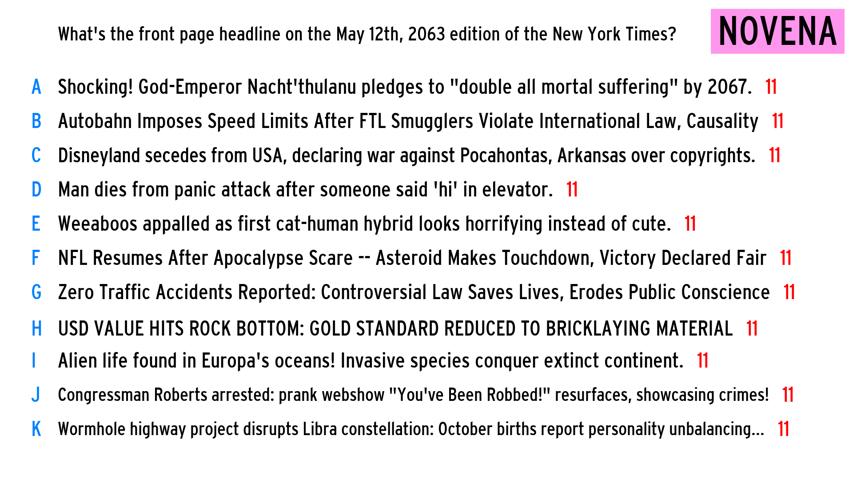 What's the front page headline on the May 12th, 2063 edition of the New York Times? NOVENA
A Shocking! God-Emperor Nacht'thulanu pledges to "double all mortal suffering" by 2067. 11
B Autobahn Imposes Speed Limits After FTL Smugglers Violate International Law, Causality 11
C Disneyland secedes from USA, declaring war against Pocahontas, Arkansas over copyrights. 11
D Man dies from panic attack after someone said 'hi' in elevator. 11
E Weeaboos appalled as first cat-human hybrid looks horrifying instead of cute. 11
F NFL Resumes After Apocalypse Scare -- Asteroid Makes Touchdown, Victory Declared Fair 11
G Zero Traffic Accidents Reported: Controversial Law Saves Lives, Erodes Public Conscience 11
H USD VALUE HITS ROCK BOTTOM: GOLD STANDARD REDUCED TO BRICKLAYING MATERIAL 11
I Alien life found in Europa's oceans! Invasive species conquer extinct continent. 11
J Congressman Roberts arrested: prank webshow "You've Been Robbed!" resurfaces, showcasing crimes! 11
K Wormhole highway project disrupts Libra constellation: October births report personality unbalancing... 11